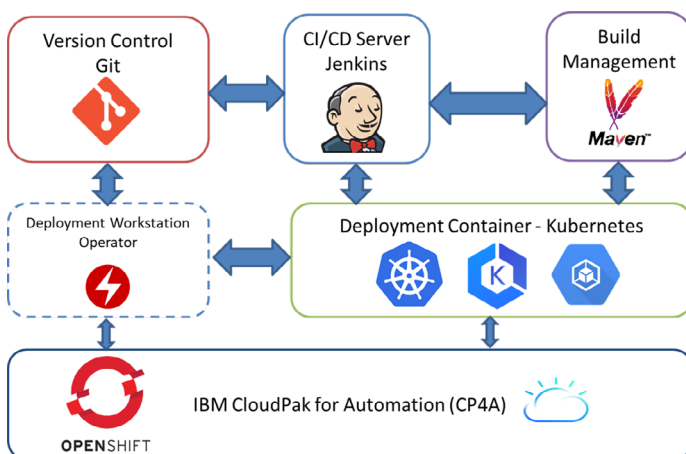 Version Control
Git
CI/CD Server
Jenkins
Build
Management
Maven™
Deployment Workstation
Operator
Deployment Container - Kubernetes
K
OPENSHIFT
IBM CloudPak for Automation (CP4A)